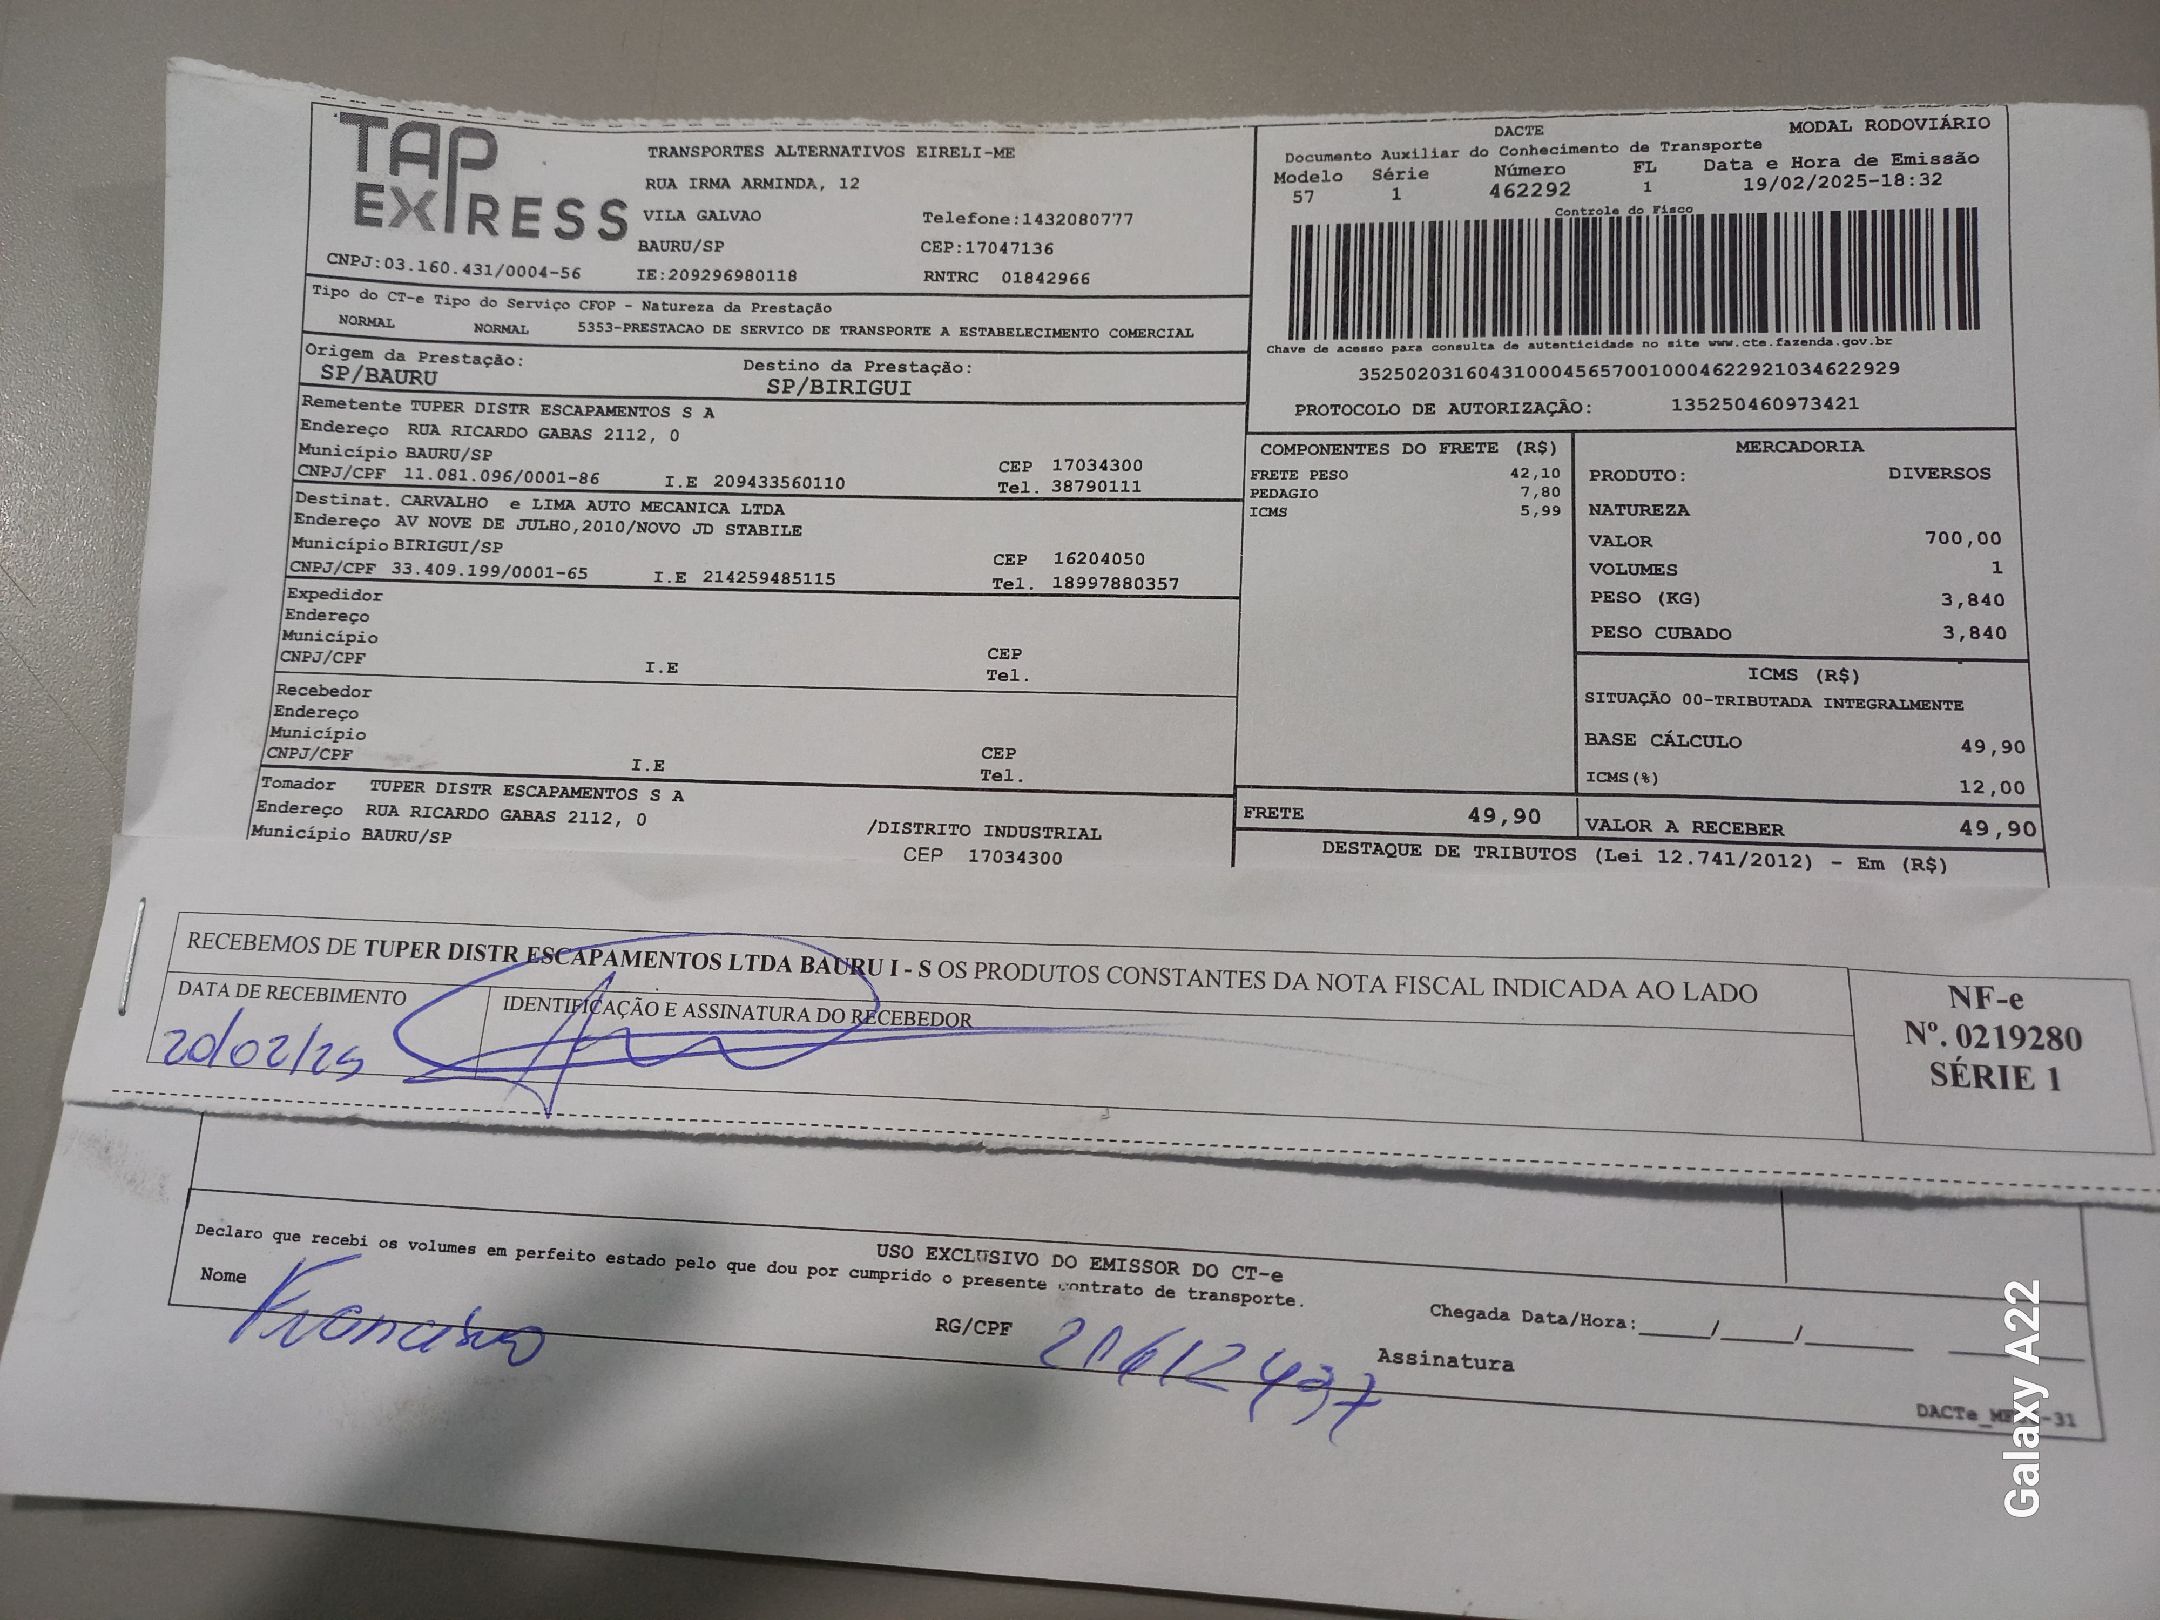 TAP EXPRESS
TRANSPORTES ALTERNATIVOS EIRELI-ME
RUA IRMA ARMINDA, 12
VILA GALVAO Telefone:1432080777
BAURU/SP CEP:17047136
CNPJ:03.160.431/0004-56 IE:209296980118 RNTRC 01842966
Tipo do CT-e Tipo do Serviço CFOP - Natureza da Prestação
NORMAL NORMAL 5353-PRESTACAO DE SERVICO DE TRANSPORTE A ESTABELECIMENTO COMERCIAL
Origem da Prestação: Destino da Prestação:
SP/BAURU SP/BIRIGUI
Remetente TUPER DISTR ESCAPAMENTOS S A
Endereço RUA RICARDO GABAS 2112, 0
Município BAURU/SP CEP 17034300
CNPJ/CPF 11.081.096/0001-86 I.E 209433560110 Tel. 38790111
Destinat. CARVALHO e LIMA AUTO MECANICA LTDA
Endereço AV NOVE DE JULHO,2010/NOVO JD STABILE
Município BIRIGUI/SP CEP 16204050
CNPJ/CPF 33.409.199/0001-65 I.E 214259485115 Tel. 18997880357
Expedidor
Endereço
Município CEP
CNPJ/CPF I.E Tel.
Recebedor
Endereço
Município CEP
CNPJ/CPF I.E Tel.
Tomador TUPER DISTR ESCAPAMENTOS S A
Endereço RUA RICARDO GABAS 2112, 0 /DISTRITO INDUSTRIAL
Município BAURU/SP CEP 17034300
DACTE MODAL RODOVIÁRIO
Documento Auxiliar do Conhecimento de Transporte
Modelo Série Número FL Data e Hora de Emissão
57 1 462292 1 19/02/2025-18:32
Controle do Fisco
Chave de acesso para consulta de autenticidade no site www.cte.fazenda.gov.br
35250203160431000456570010004622921034622929
PROTOCOLO DE AUTORIZAÇÃO: 135250460973421
COMPONENTES DO FRETE (R$)
FRETE PESO 42,10
PEDAGIO 7,80
ICMS 5,99
MERCADORIA
PRODUTO: DIVERSOS
NATUREZA
VALOR 700,00
VOLUMES 1
PESO (KG) 3,840
PESO CUBADO 3,840
ICMS (R$)
SITUAÇÃO 00-TRIBUTADA INTEGRALMENTE
BASE CÁLCULO 49,90
ICMS(%) 12,00
FRETE 49,90 VALOR A RECEBER 49,90
DESTAQUE DE TRIBUTOS (Lei 12.741/2012) - Em (R$)
RECEBEMOS DE TUPER DISTR ESCAPAMENTOS LTDA BAURU I - S OS PRODUTOS CONSTANTES DA NOTA FISCAL INDICADA AO LADO
DATA DE RECEBIMENTO IDENTIFICAÇÃO E ASSINATURA DO RECEBEDOR
20/02/25
NF-e
Nº. 0219280
SÉRIE 1
USO EXCLUSIVO DO EMISSOR DO CT-e
Declaro que recebi os volumes em perfeito estado pelo que dou por cumprido o presente contrato de transporte.
Nome Francisco RG/CPF Assinatura
Chegada Data/Hora:_____/_____/_______ ________
Galaxy A22